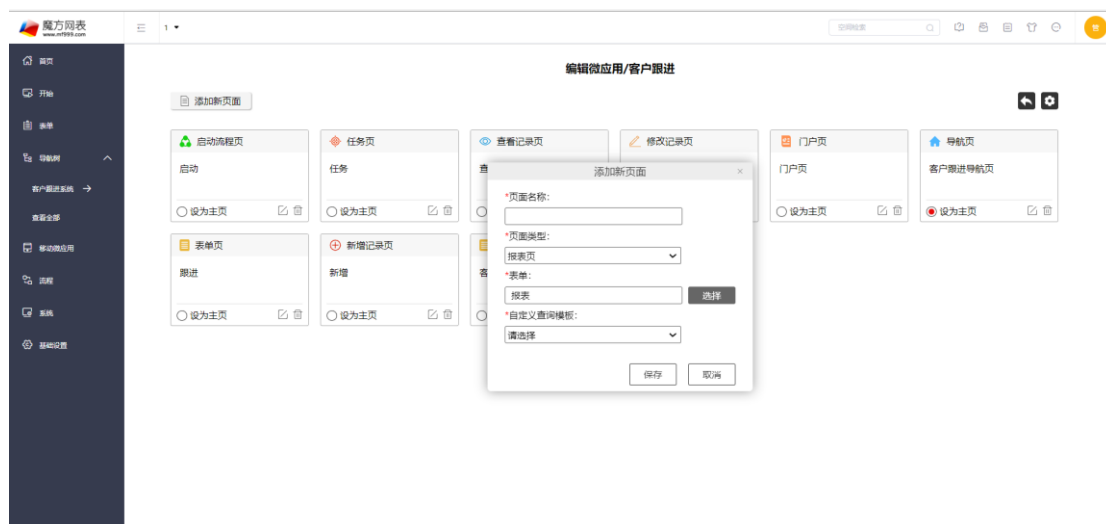 魔方网表
www.mf999.com
1
空间检索
首页
开始
表单
导航树
客户跟进系统
查看全部
移动微应用
流程
系统
基础设置
编辑微应用/客户跟进
添加新页面
启动流程页
启动
设为主页
任务页
任务
设为主页
查看记录页
查
修改记录页
门户页
门户页
设为主页
导航页
客户跟进导航页
设为主页
表单页
跟进
设为主页
新增记录页
新增
设为主页
客
添加新页面
×
*页面名称:
*页面类型:
报表页
*表单:
报表
选择
*自定义查询模板:
请选择
保存
取消